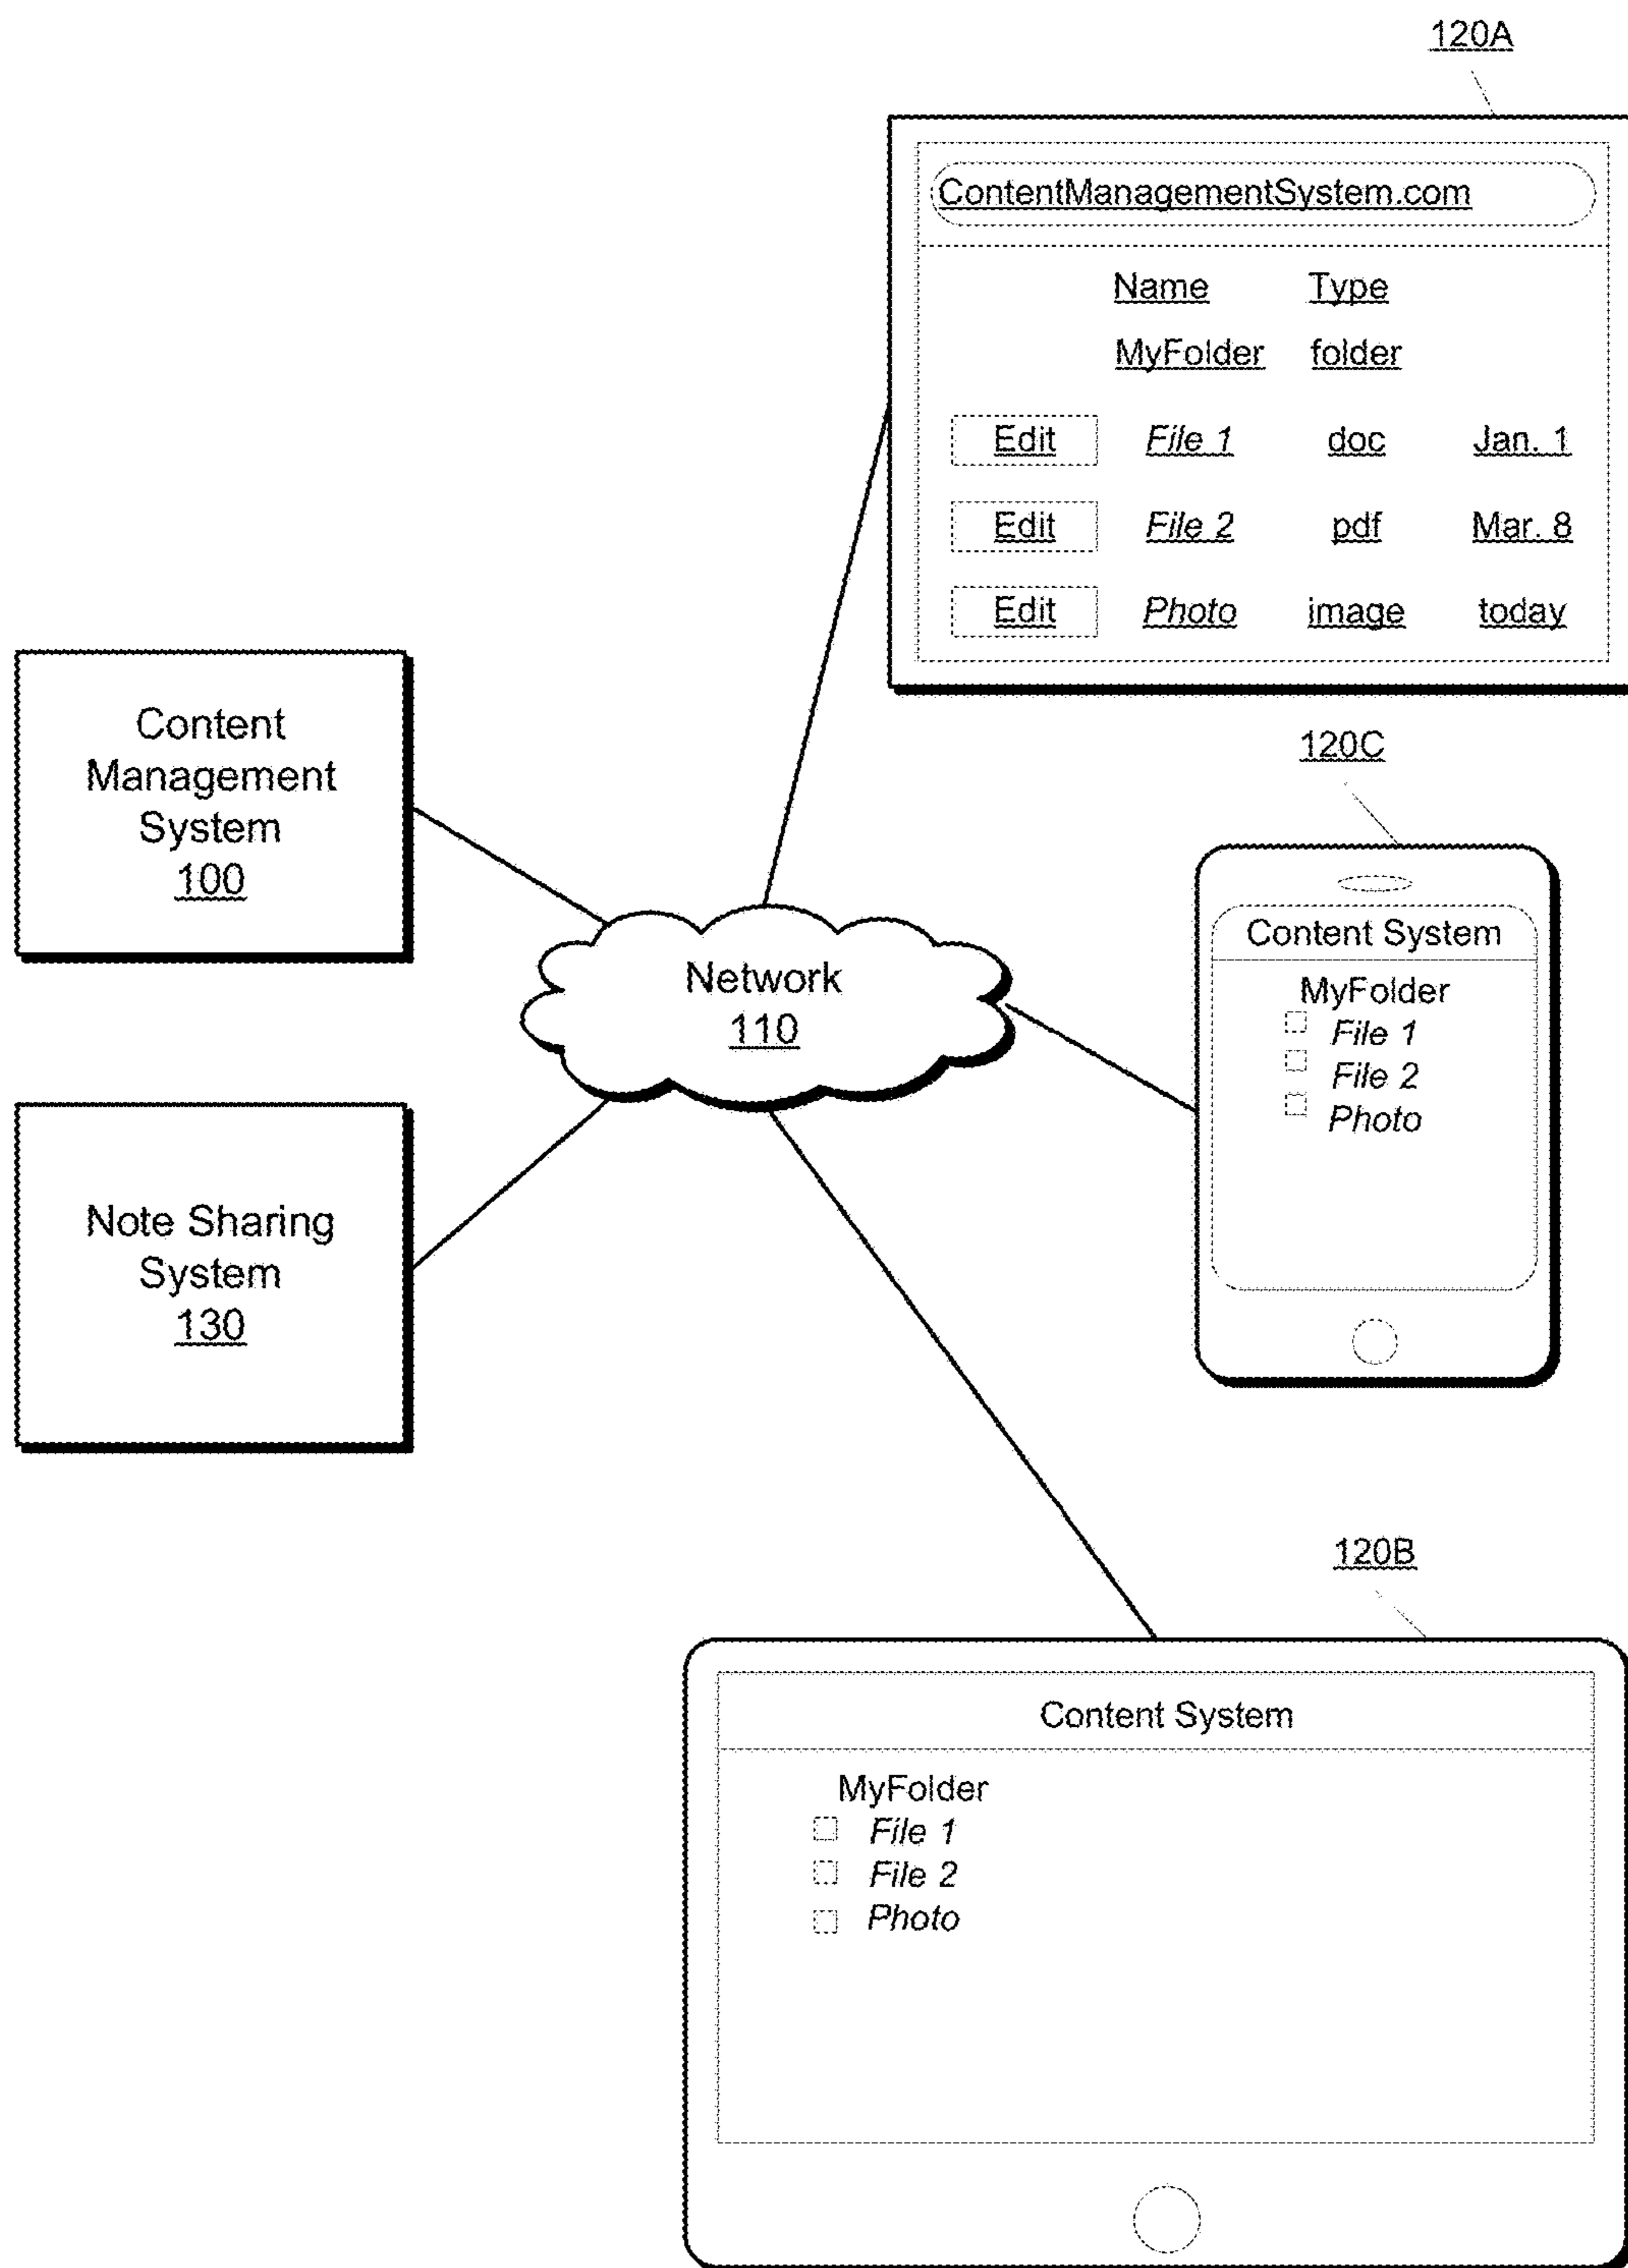 120A
ContentManagementSystem.com
Name Type
MyFolder folder
Edit File 1 doc Jan. 1
Edit File 2 pdf Mar. 8
Edit Photo image today
Content
Management
System
100
120C
Content System
MyFolder
File 1
File 2
Photo
Network
110
Note Sharing
System
130
120B
Content System
MyFolder
File 1
File 2
Photo